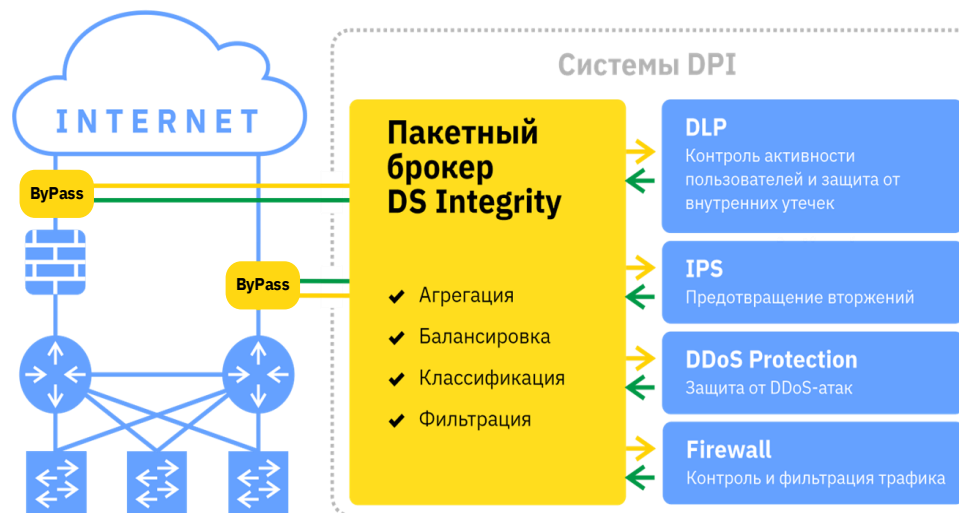 Системы DPI
INTERNET
ByPass
ByPass
Пакетный
брокер
DS Integrity
Агрегация
Балансировка
Классификация
Фильтрация
DLP
Контроль активности
пользователей и защита от
внутренних утечек
IPS
Предотвращение вторжений
DDoS Protection
Защита от DDoS-атак
Firewall
Контроль и фильтрация трафика